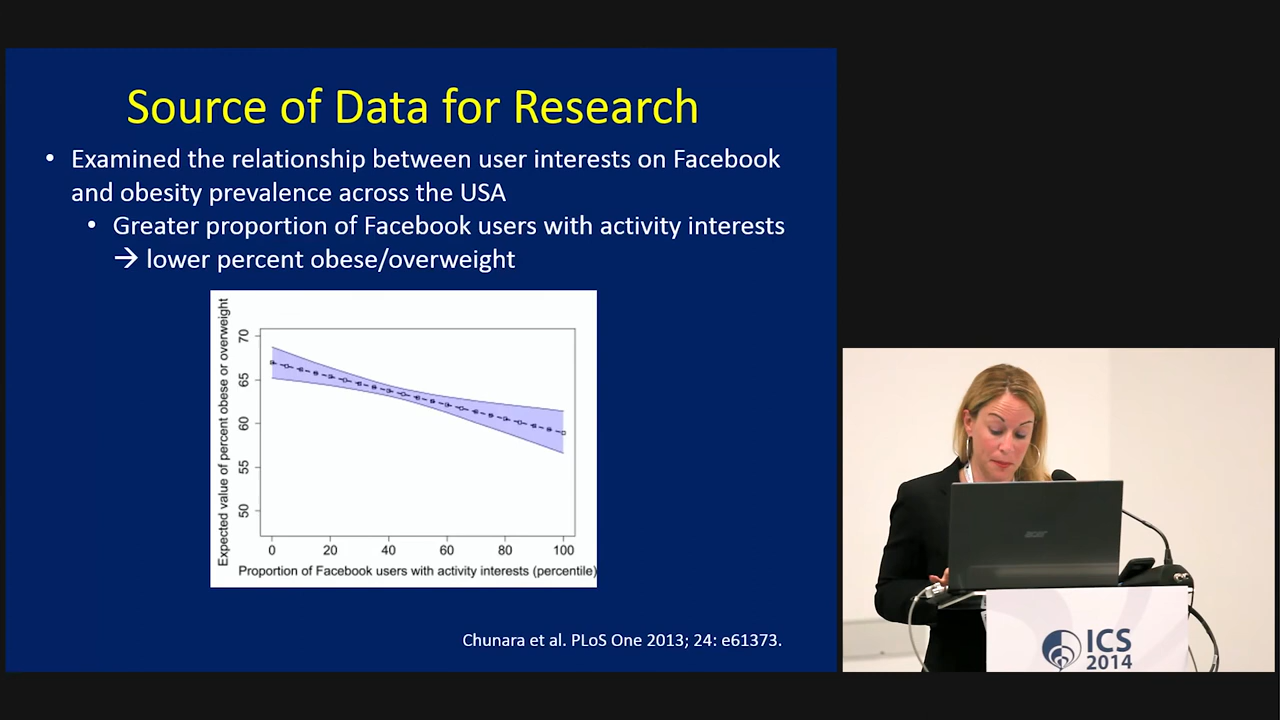 Source of Data for Research
• Examined the relationship between user interests on Facebook
and obesity prevalence across the USA
• Greater proportion of Facebook users with activity interests
→ lower percent obese/overweight
Expected value of percent obese or overweight
70
65
60
55
50
0 20 40 60 80 100
Proportion of Facebook users with activity interests (percentile)
Chunara et al. PLoS One 2013; 24: e61373.
acer
ICS
2014